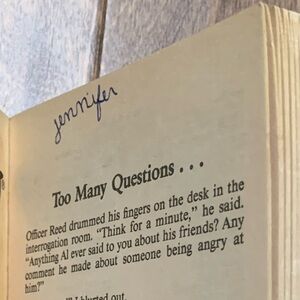 jennifer
Too Many Questions . . .
Officer Reed drummed his fingers on the desk in the
interrogation room. "Think for a minute," he said.
"Anything Al ever said to you about his friends? Any
comment he made about someone being angry at
him?"
I blurted out.